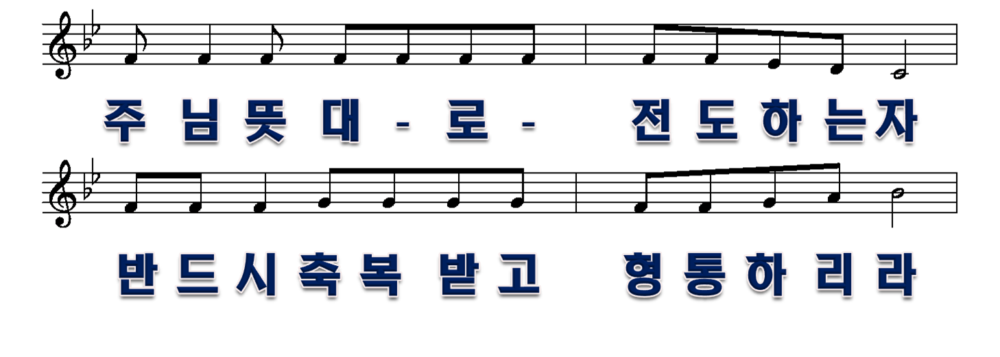 주 님 뜻 대 - 로 - 전 도 하 는 자
반 드 시 축 복 받 고 형 통 하 리 라